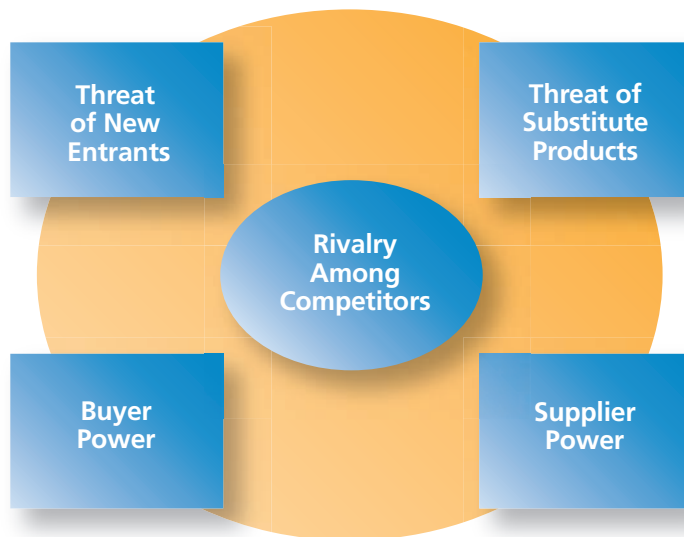 Threat
of New
Entrants
Threat of
Substitute
Products
Rivalry
Among
Competitors
Buyer
Power
Supplier
Power